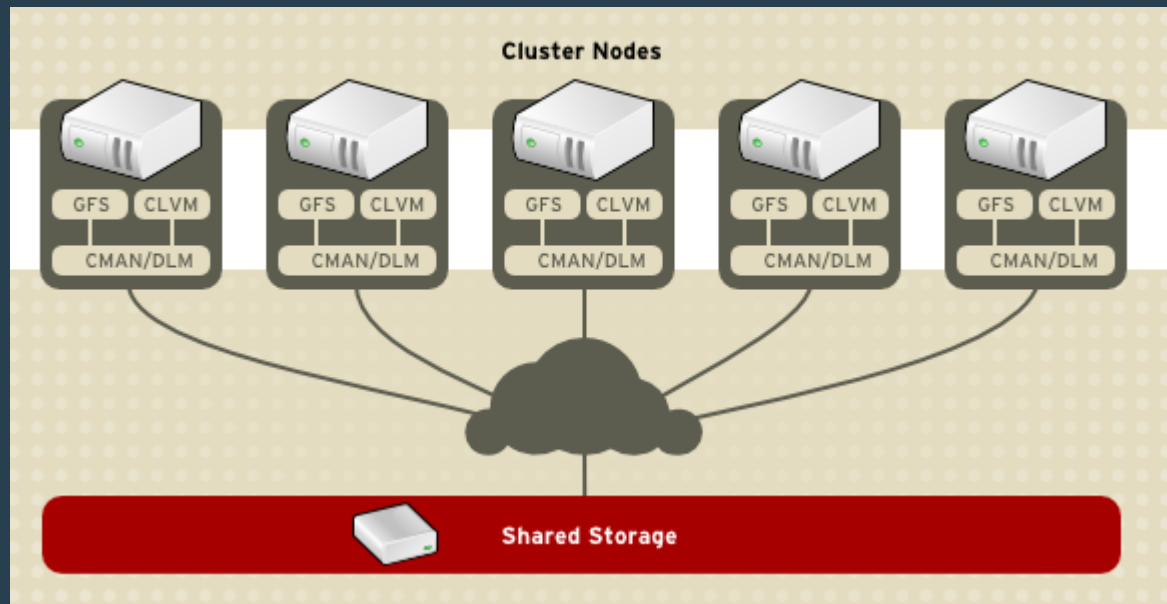 Cluster Nodes
GFS CLVM GFS CLVM GFS CLVM GFS CLVM GFS CLVM
CMAN/DLM CMAN/DLM CMAN/DLM CMAN/DLM CMAN/DLM
Shared Storage